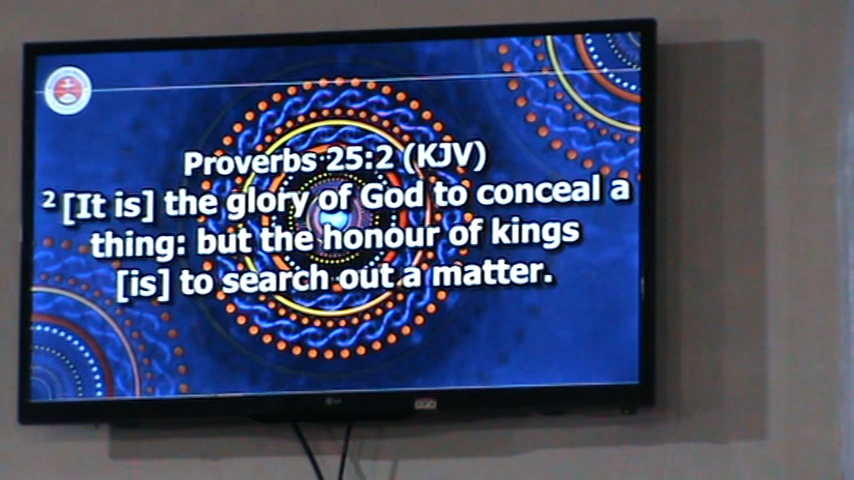 Proverbs 25:2 (KJV)
2 [It is] the glory of God to conceal a
thing: but the honour of kings
[is] to search out a matter.
LG